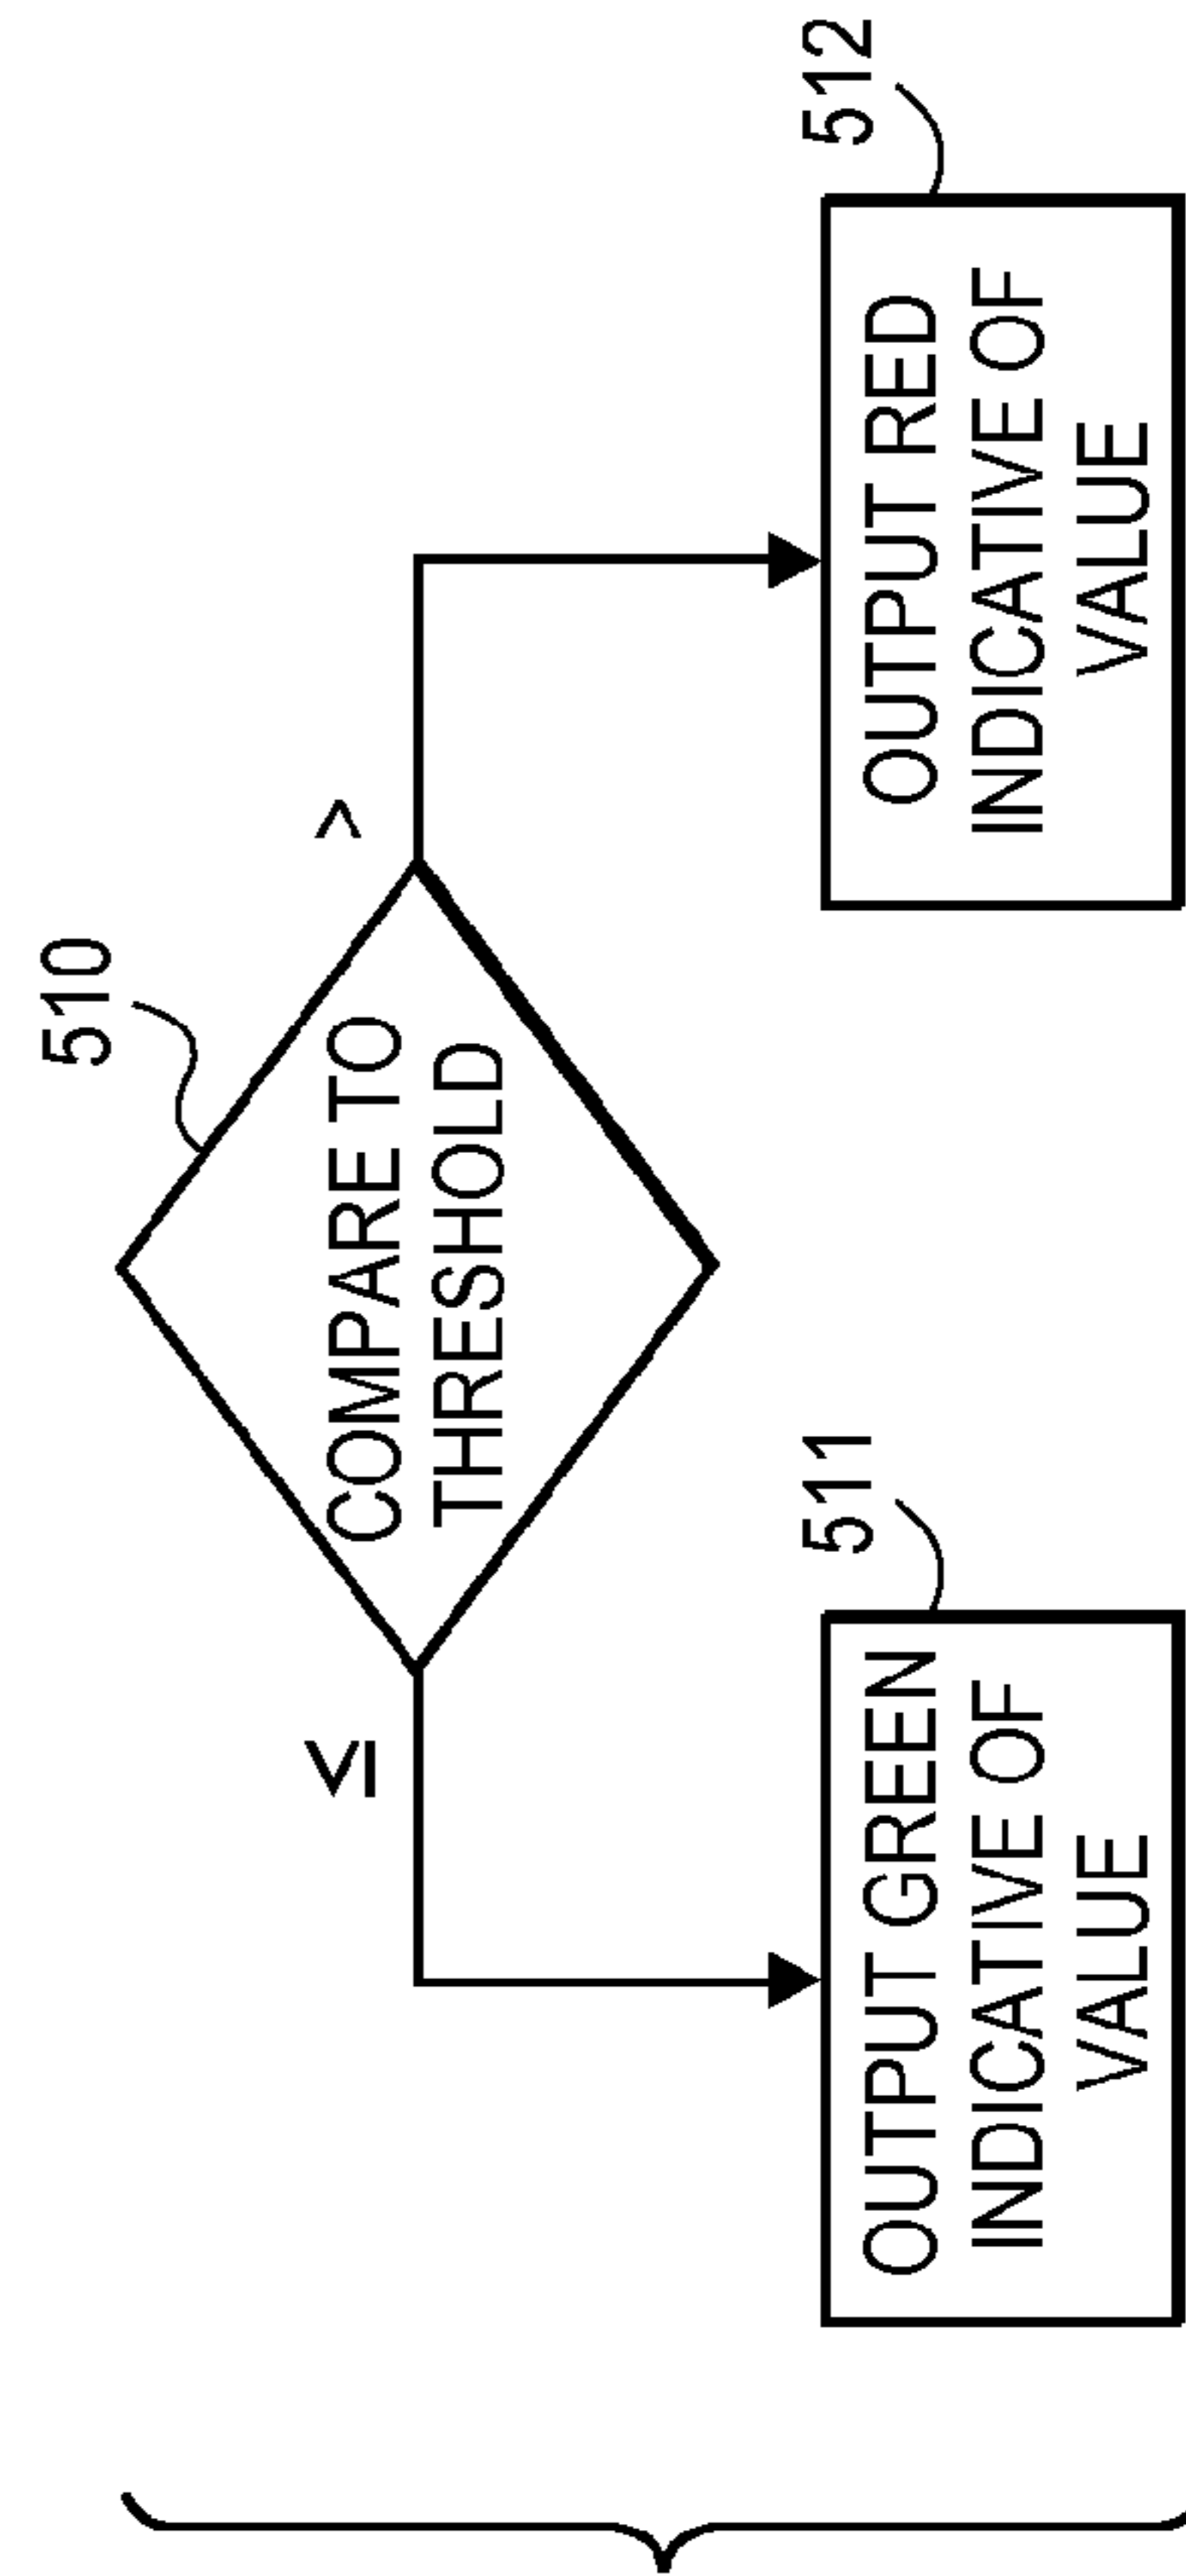 510
≤
>
COMPARE TO
THRESHOLD
511
OUTPUT GREEN
INDICATIVE OF
VALUE
512
OUTPUT RED
INDICATIVE OF
VALUE